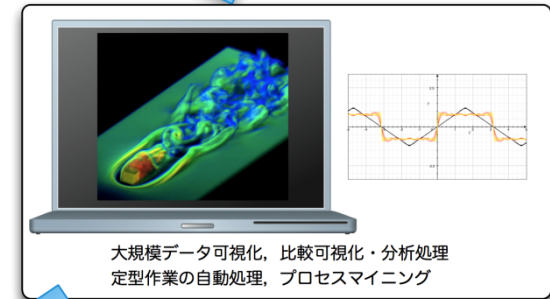 大規模データ可視化，比較可視化・分析処理
定型作業の自動処理，プロセスマイニング